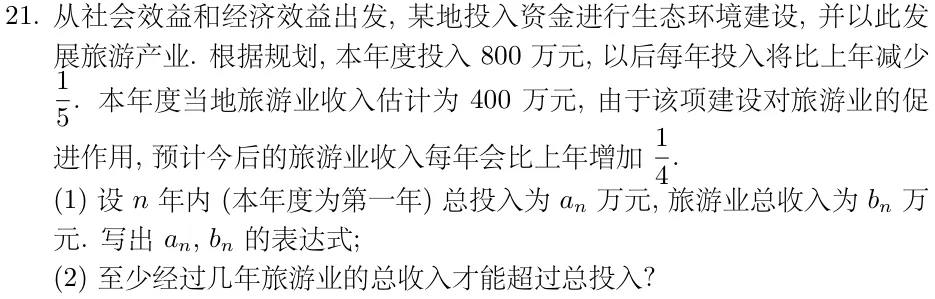 21. 从社会效益和经济效益出发, 某地投入资金进行生态环境建设, 并以此发
展旅游产业. 根据规划, 本年度投入 800 万元, 以后每年投入将比上年减少
$\frac{1}{5}$. 本年度当地旅游业收入估计为 400 万元, 由于该项建设对旅游业的促
进作用, 预计今后的旅游业收入每年会比上年增加 $\frac{1}{4}$.
(1) 设 $n$ 年内 (本年度为第一年) 总投入为 $a_n$ 万元, 旅游业总收入为 $b_n$ 万
元. 写出 $a_n$, $b_n$ 的表达式;
(2) 至少经过几年旅游业的总收入才能超过总投入?